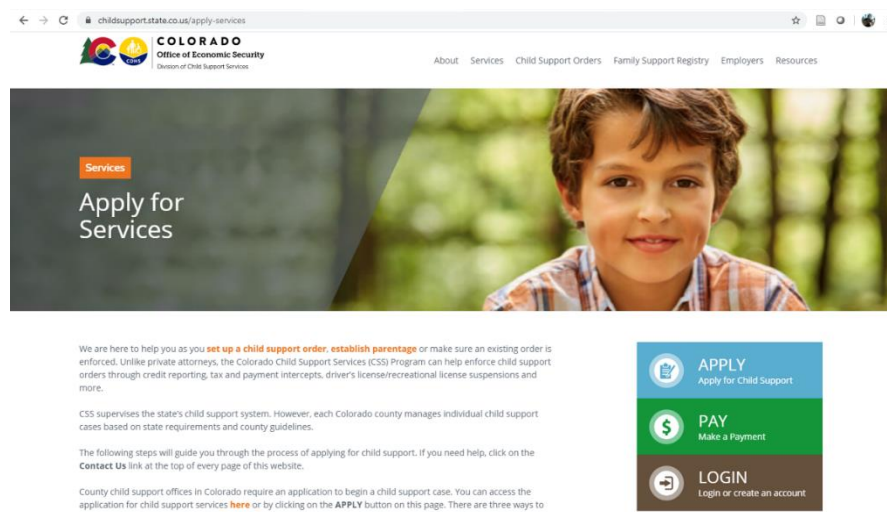 childsupport.state.co.us/apply-services
COLORADO
Office of Economic Security
Division of Child Support Services
CDHS
About Services Child Support Orders Family Support Registry Employers Resources
Services
Apply for
Services
We are here to help you as you set up a child support order, establish parentage or make sure an existing order is
enforced. Unlike private attorneys, the Colorado Child Support Services (CSS) Program can help enforce child support
orders through credit reporting, tax and payment intercepts, driver's license/recreational license suspensions and
more.
CSS supervises the state's child support system. However, each Colorado county manages individual child support
cases based on state requirements and county guidelines.
The following steps will guide you through the process of applying for child support. If you need help, click on the
Contact Us link at the top of every page of this website.
County child support offices in Colorado require an application to begin a child support case. You can access the
application for child support services here or by clicking on the APPLY button on this page. There are three ways to
APPLY
Apply for Child Support
PAY
Make a Payment
LOGIN
Login or create an account